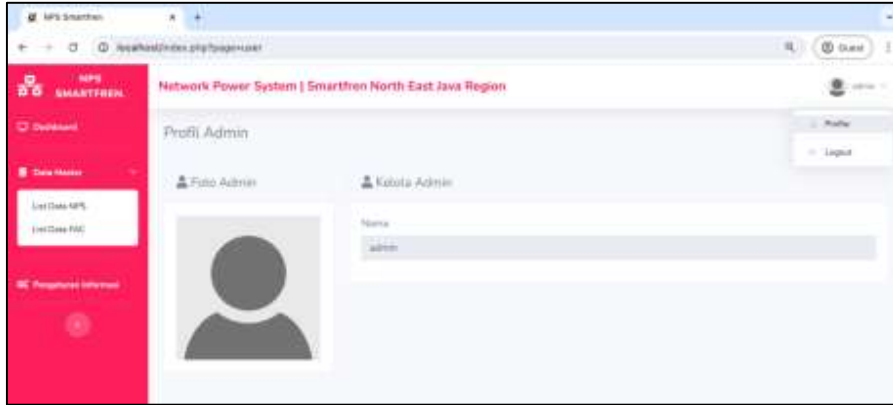 NPS Smartfren
localhost/index.php?page=user
Guest
NPS
SMARTFREN.
Network Power System | Smartfren North East Java Region
admin
Dashboard
Profil Admin
Profile
Logout
Data Master
Foto Admin
Kelola Admin
List Data NPS
List Data FAC
Nama
admin
Pengaturan Informasi